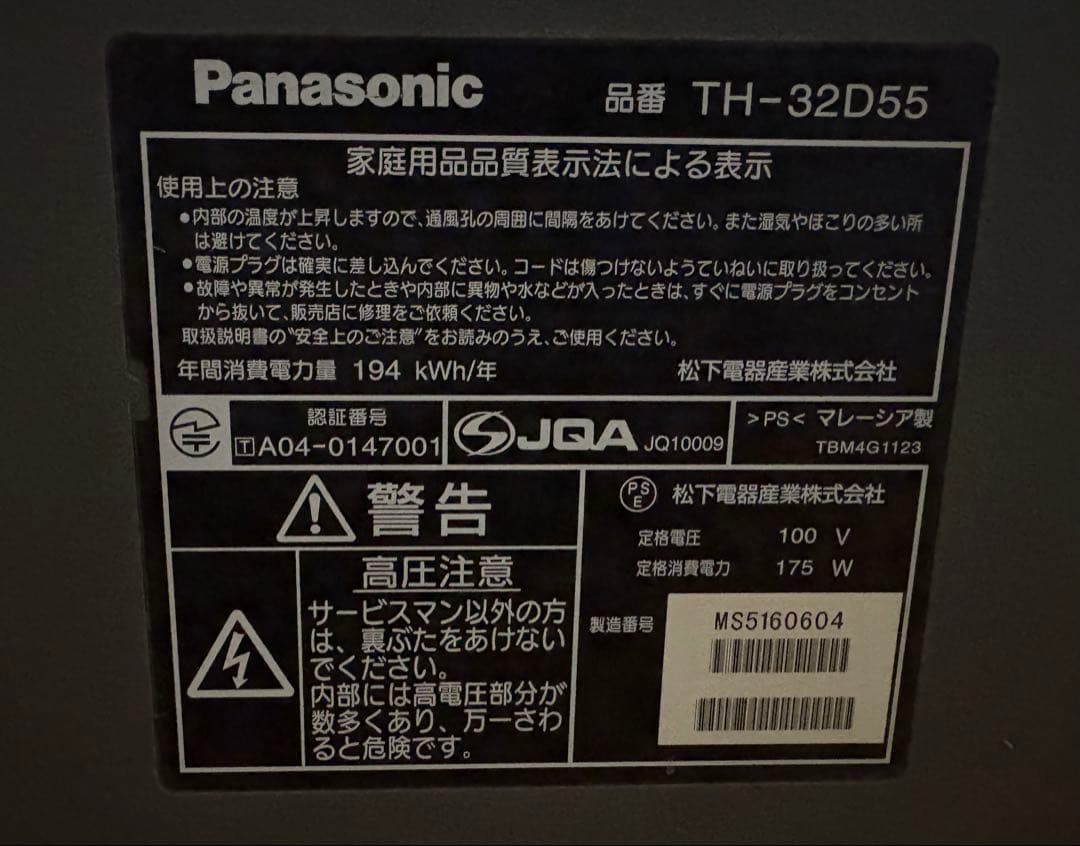 Panasonic 品番 TH-32D55
家庭用品品質表示法による表示
使用上の注意
●内部の温度が上昇しますので、通風孔の周囲に間隔をあけてください。また湿気やほこりの多い所
は避けてください。
●電源プラグは確実に差し込んでください。コードは傷つけないようていねいに取り扱ってください。
●故障や異常が発生したときや内部に異物や水などが入ったときは、すぐに電源プラグをコンセント
から抜いて、販売店に修理をご依頼ください。
取扱説明書の"安全上のご注意"をお読みのうえ、ご使用ください。
年間消費電力量 194 kWh/年 松下電器産業株式会社
認証番号
T A04-0147001
JQA JQ10009
>PS< マレーシア製
TBM4G1123
警告
高圧注意
サービスマン以外の方
は、裏ぶたをあけない
でください。
内部には高電圧部分が
数多くあり、万一さわ
ると危険です。
PSE 松下電器産業株式会社
定格電圧 100 V
定格消費電力 175 W
製造番号 MS5160604